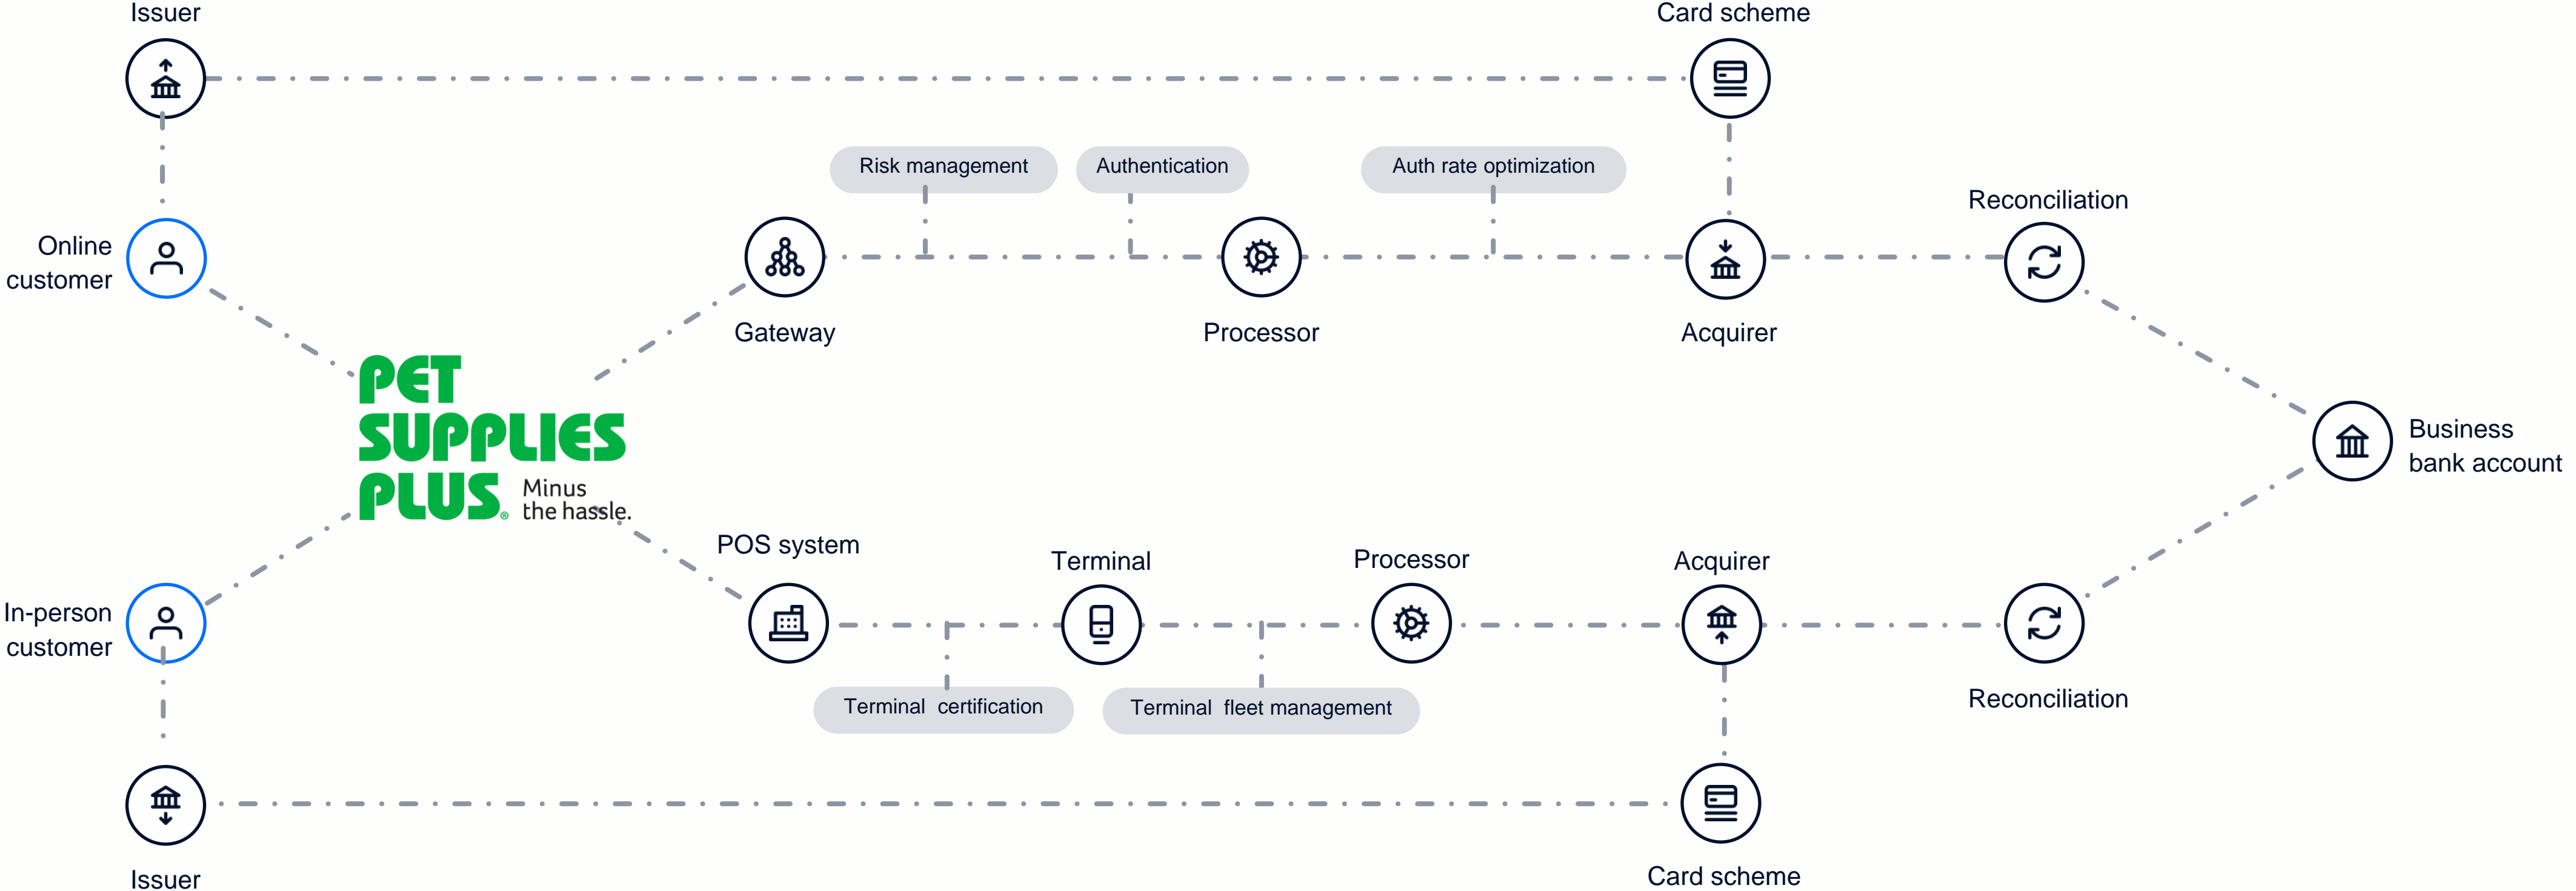 Issuer
Card scheme
Risk management
Authentication
Auth rate optimization
Reconciliation
Online
customer
Gateway
Processor
Acquirer
PET
SUPPLIES
PLUS®
Minus
the hassle.
Business
bank account
POS system
Terminal
Processor
Acquirer
In-person
customer
Terminal certification
Terminal fleet management
Reconciliation
Issuer
Card scheme